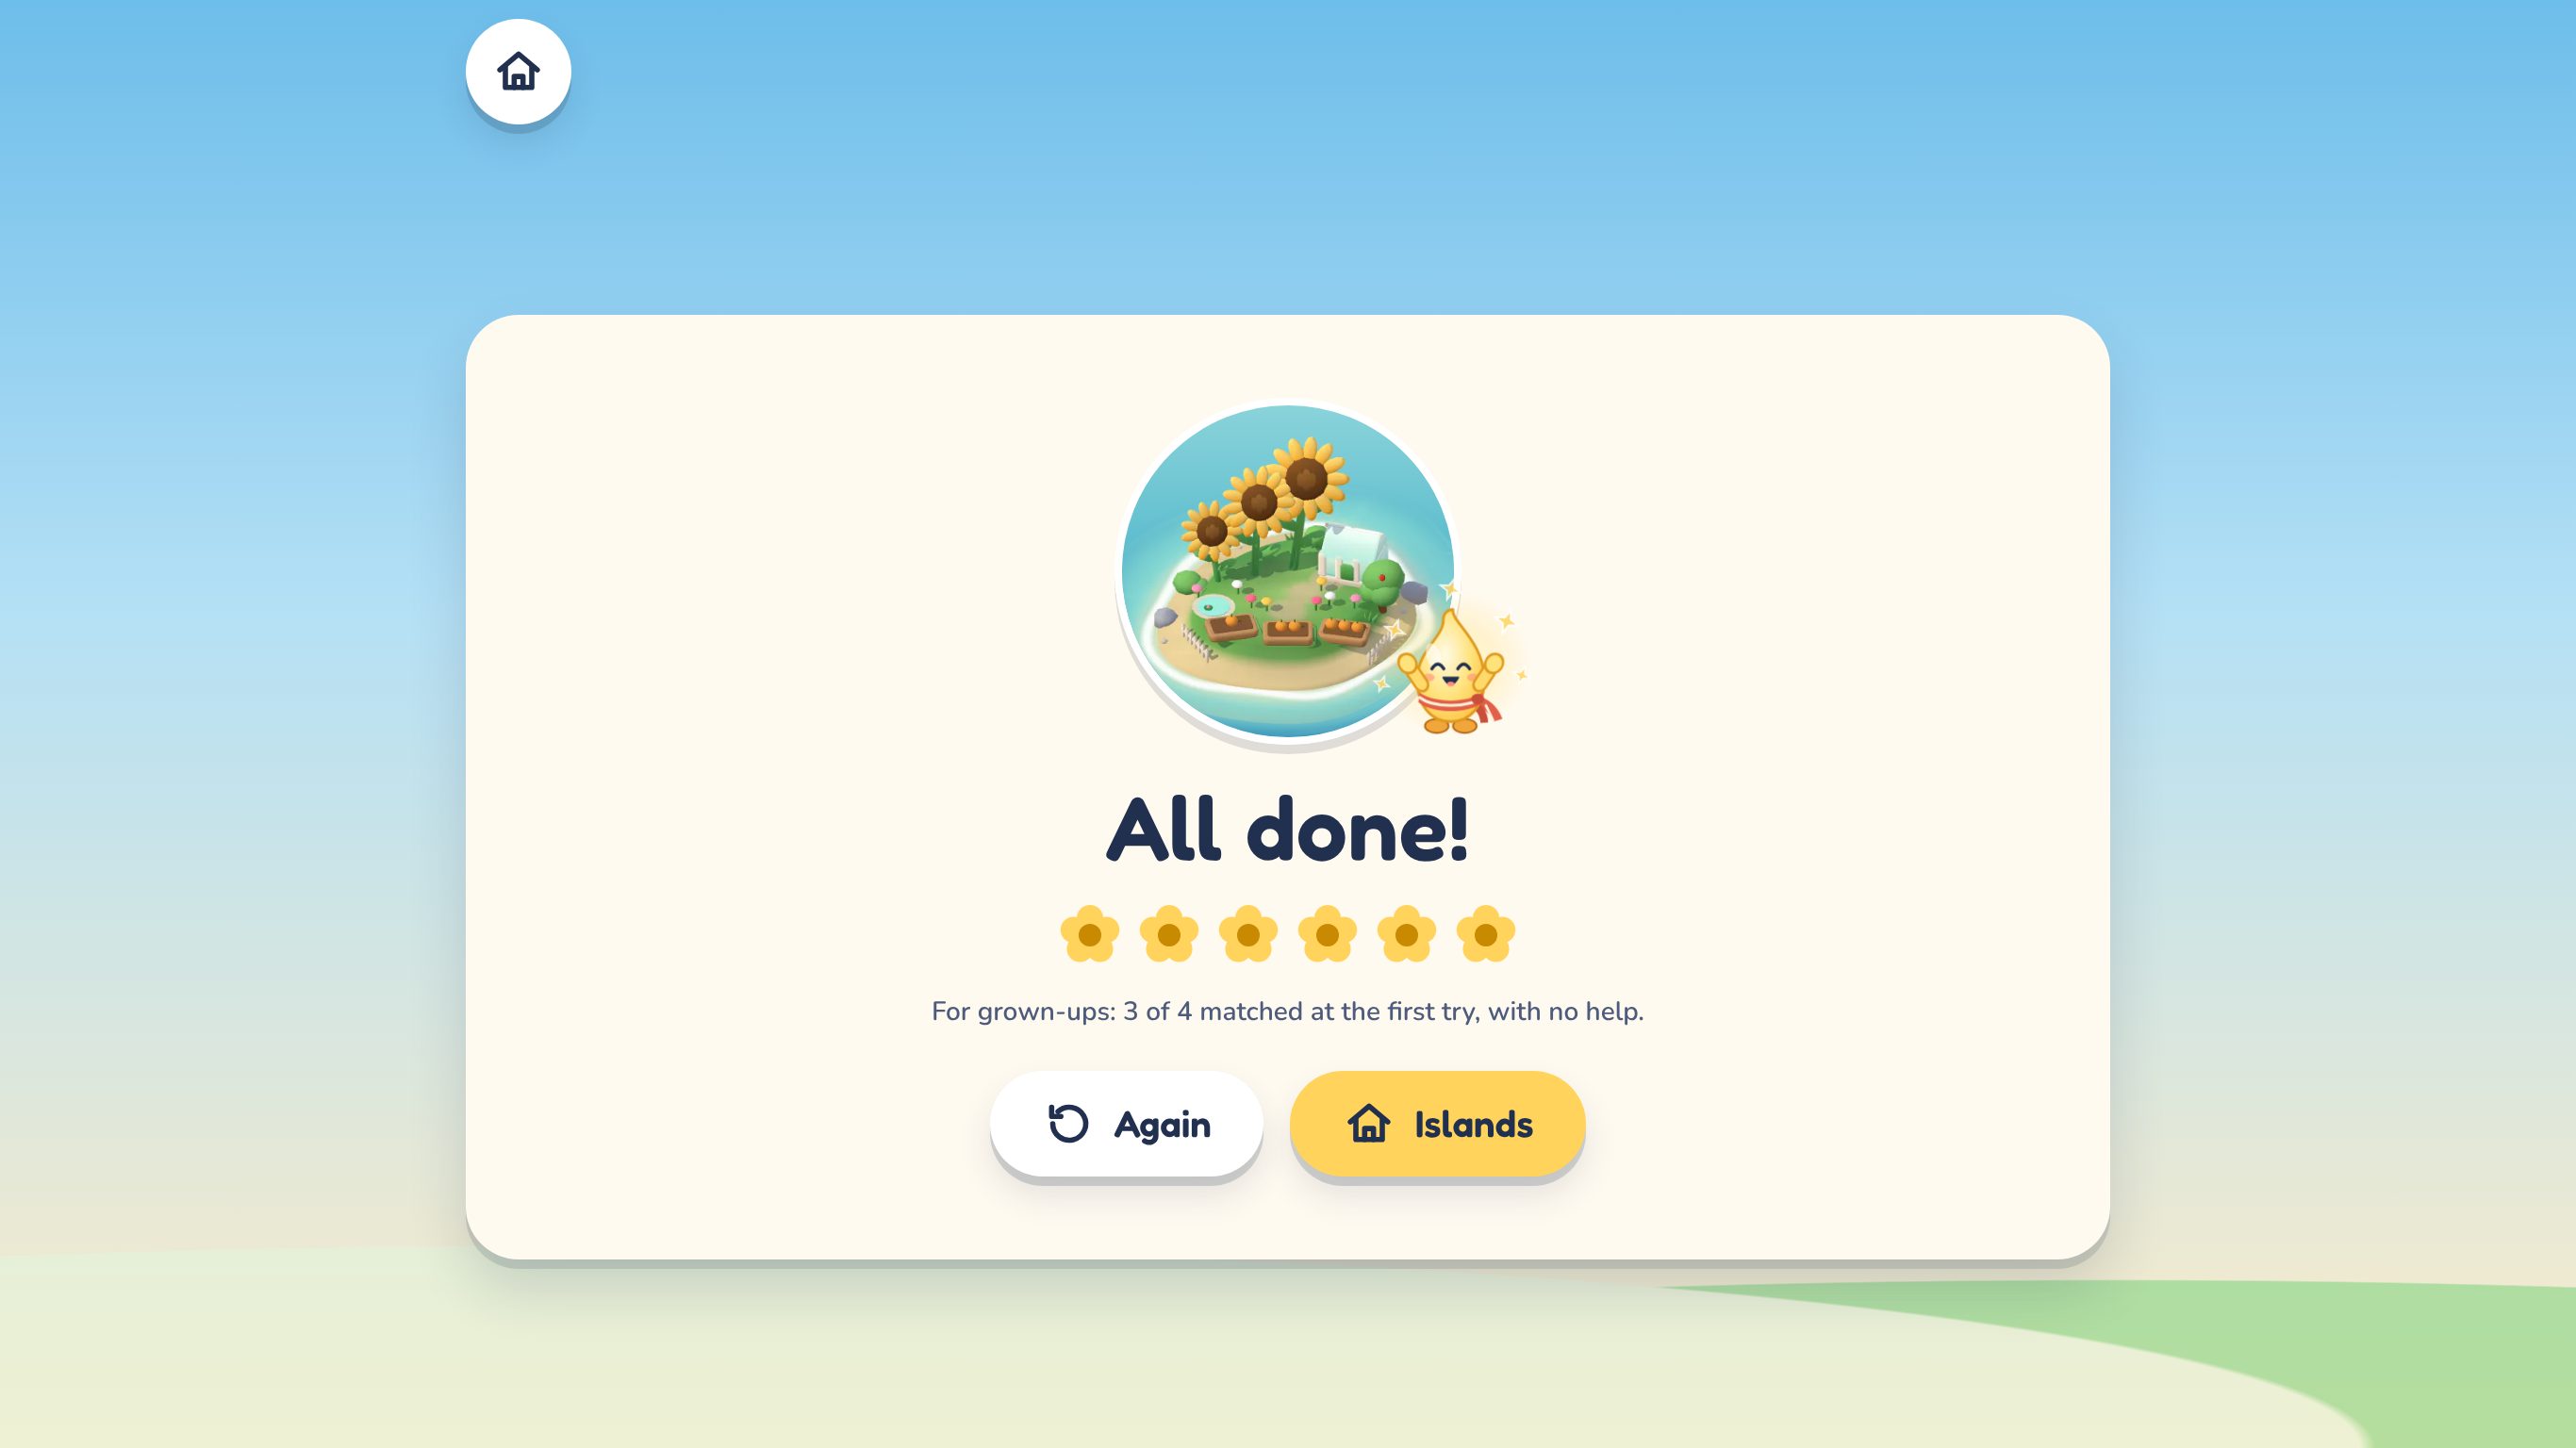 All done!
For grown-ups: 3 of 4 matched at the first try, with no help.
Again
Islands